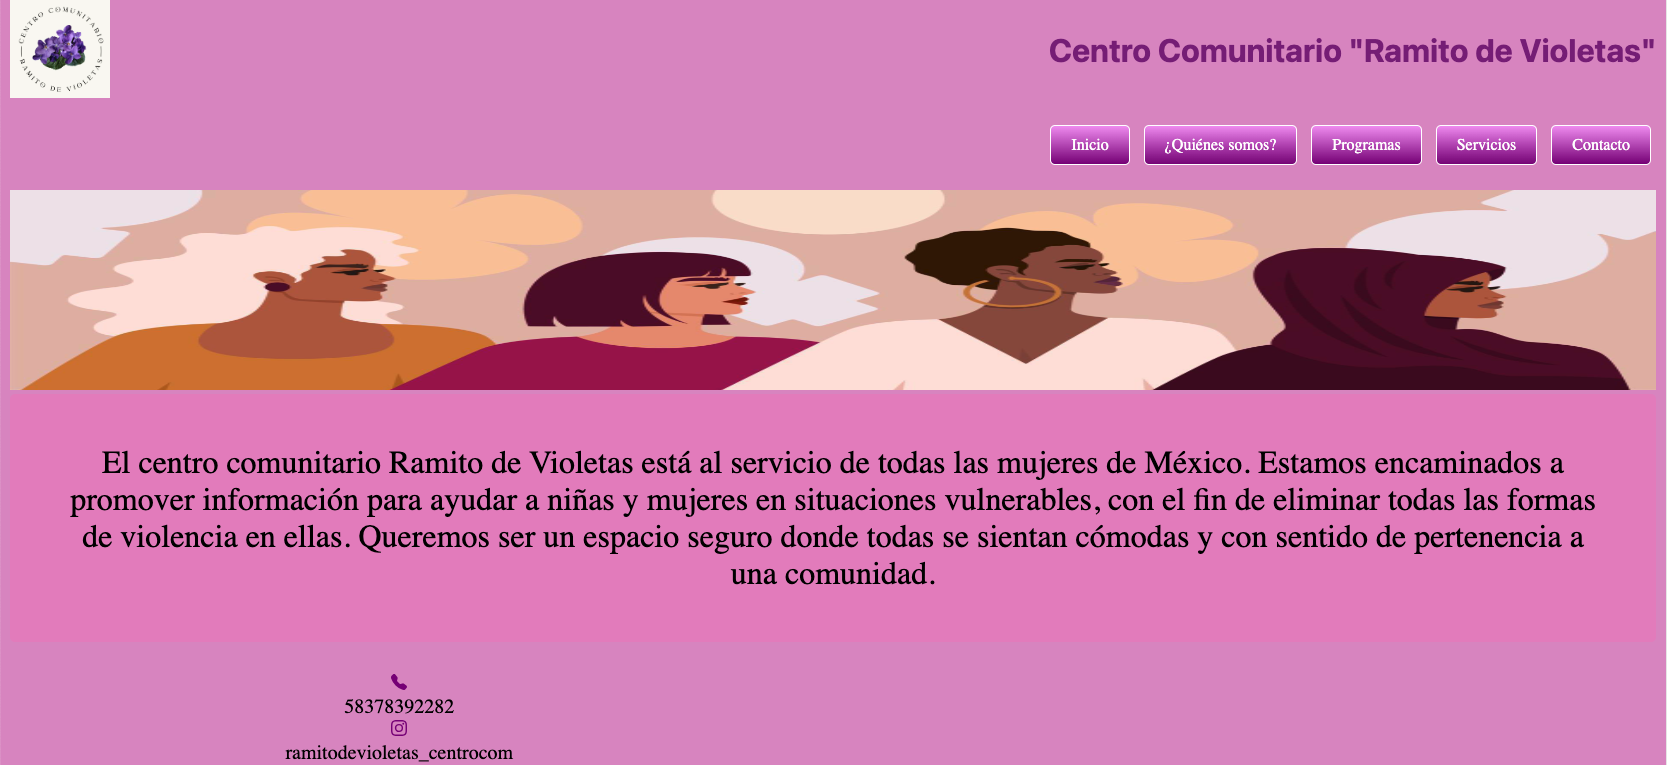 CENTRO COMUNITARIO
RAMITO DE VIOLETAS
Centro Comunitario "Ramito de Violetas"
Inicio
¿Quiénes somos?
Programas
Servicios
Contacto
El centro comunitario Ramito de Violetas está al servicio de todas las mujeres de México. Estamos encaminados a
promover información para ayudar a niñas y mujeres en situaciones vulnerables, con el fin de eliminar todas las formas
de violencia en ellas. Queremos ser un espacio seguro donde todas se sientan cómodas y con sentido de pertenencia a
una comunidad.
58378392282
ramitodevioletas_centrocom